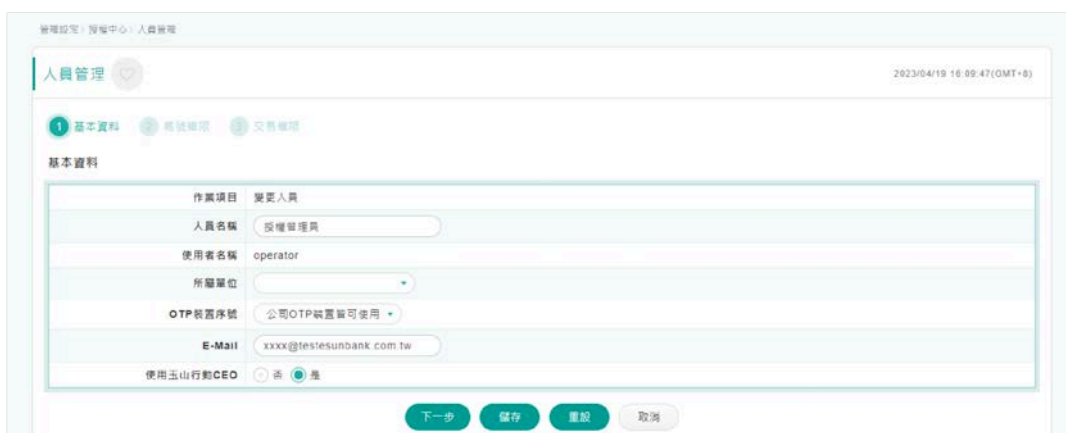 管理設定 › 授權中心 › 人員管理
人員管理
2023/04/19 16:09:47(GMT+8)
1 基本資料 2 帳號權限 3 交易權限
基本資料
作業項目 變更人員
人員名稱 授權管理員
使用者名稱 operator
所屬單位
OTP裝置序號 公司OTP裝置皆可使用
E-Mail xxxx@testesunbank.com.tw
使用玉山行動CEO 否 是
下一步 儲存 重設 取消